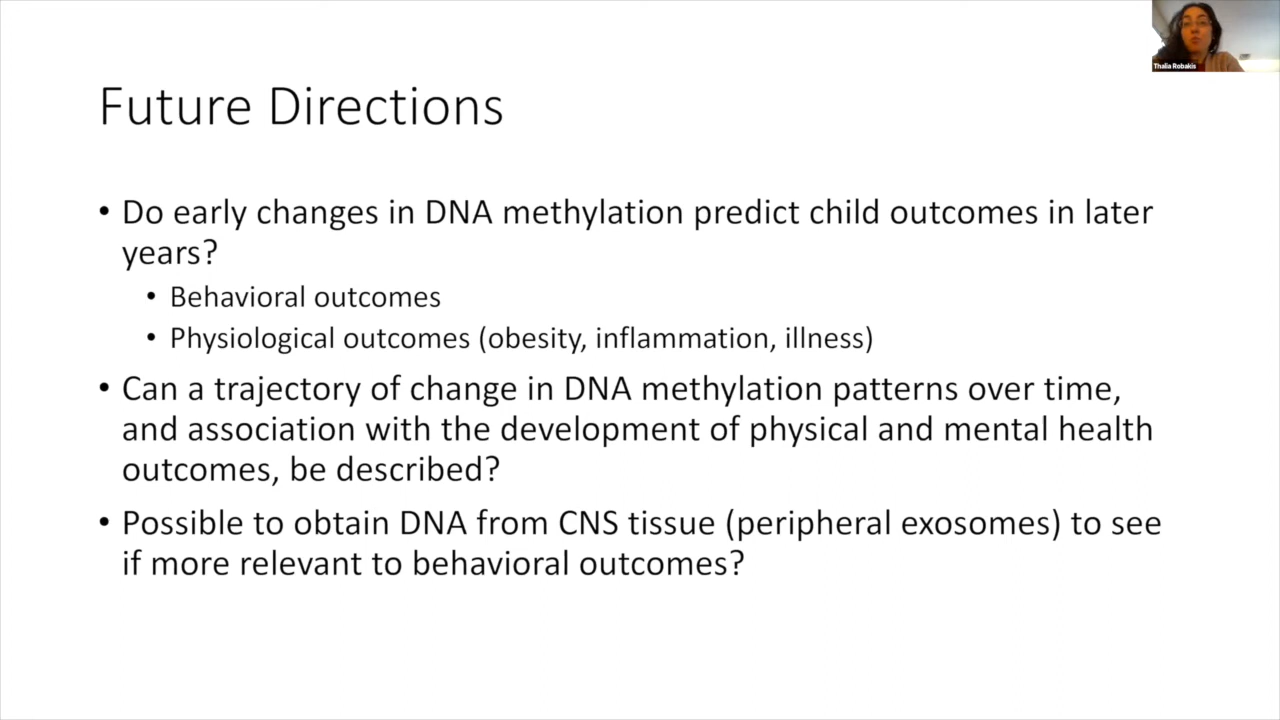 Thalia Robakis
Future Directions
• Do early changes in DNA methylation predict child outcomes in later
years?
• Behavioral outcomes
• Physiological outcomes (obesity, inflammation, illness)
• Can a trajectory of change in DNA methylation patterns over time,
and association with the development of physical and mental health
outcomes, be described?
• Possible to obtain DNA from CNS tissue (peripheral exosomes) to see
if more relevant to behavioral outcomes?